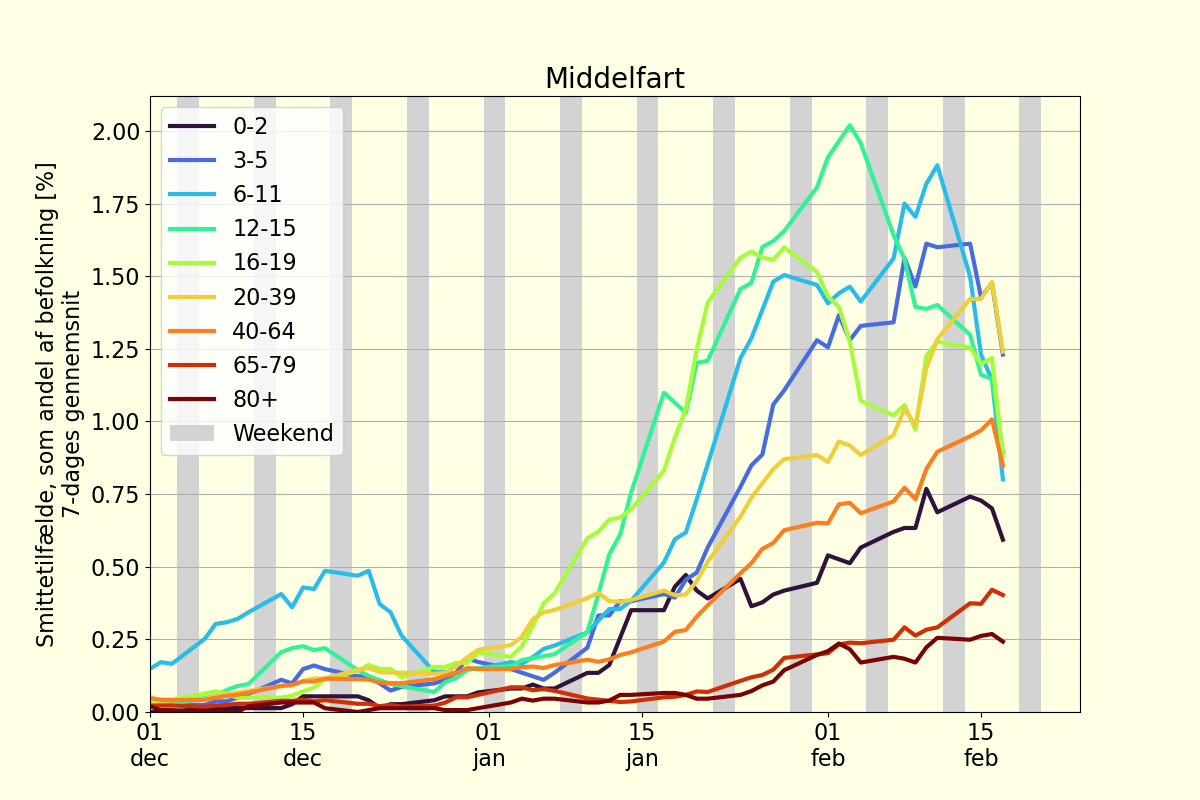 Middelfart
Smittetilfælde, som andel af befolkning [%]
7-dages gennemsnit
2.00
1.75
1.50
1.25
1.00
0.75
0.50
0.25
0.00
0-2
3-5
6-11
12-15
16-19
20-39
40-64
65-79
80+
Weekend
01
dec
15
dec
01
jan
15
jan
01
feb
15
feb